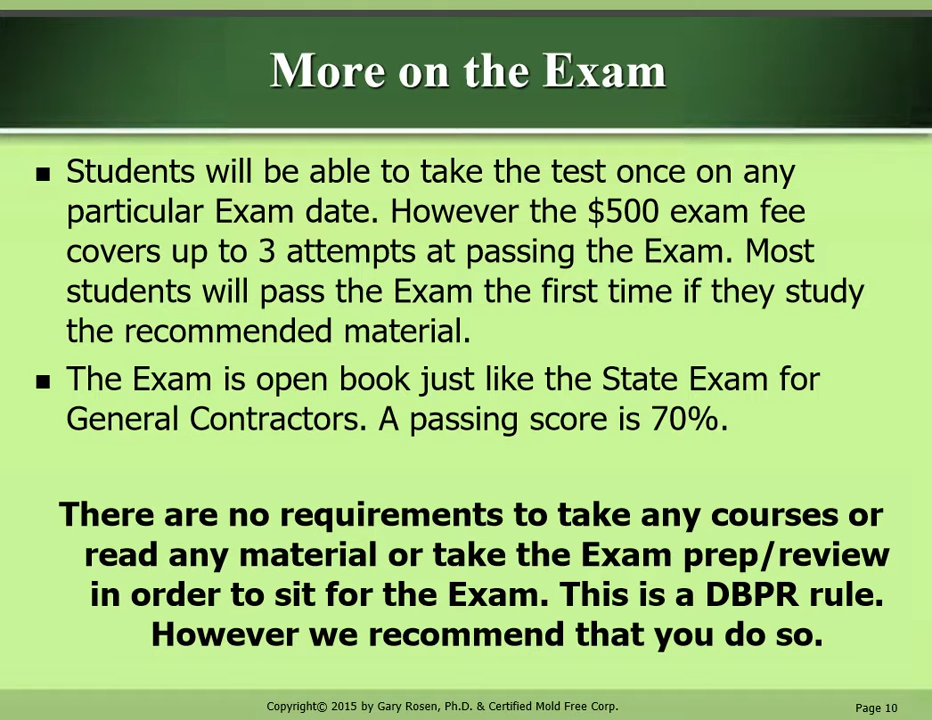 More on the Exam
■ Students will be able to take the test once on any
particular Exam date. However the $500 exam fee
covers up to 3 attempts at passing the Exam. Most
students will pass the Exam the first time if they study
the recommended material.
■ The Exam is open book just like the State Exam for
General Contractors. A passing score is 70%.
There are no requirements to take any courses or
read any material or take the Exam prep/review
in order to sit for the Exam. This is a DBPR rule.
However we recommend that you do so.
Copyright© 2015 by Gary Rosen, Ph.D. & Certified Mold Free Corp.
Page 10